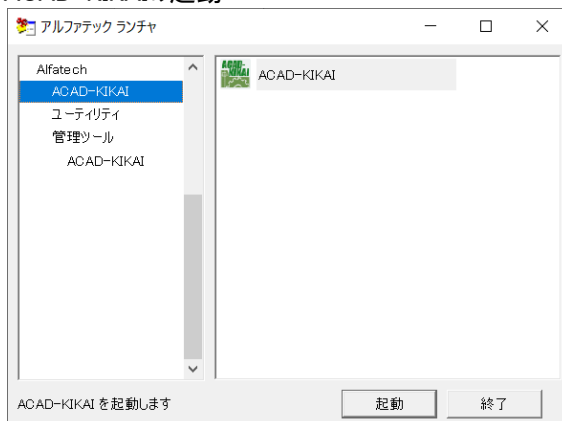 アルファテック ランチャ
Alfatech
ACAD-KIKAI
ユーティリティ
管理ツール
ACAD-KIKAI
ACAD-KIKAI
ACAD-KIKAI
ACAD-KIKAI を起動します
起動
終了